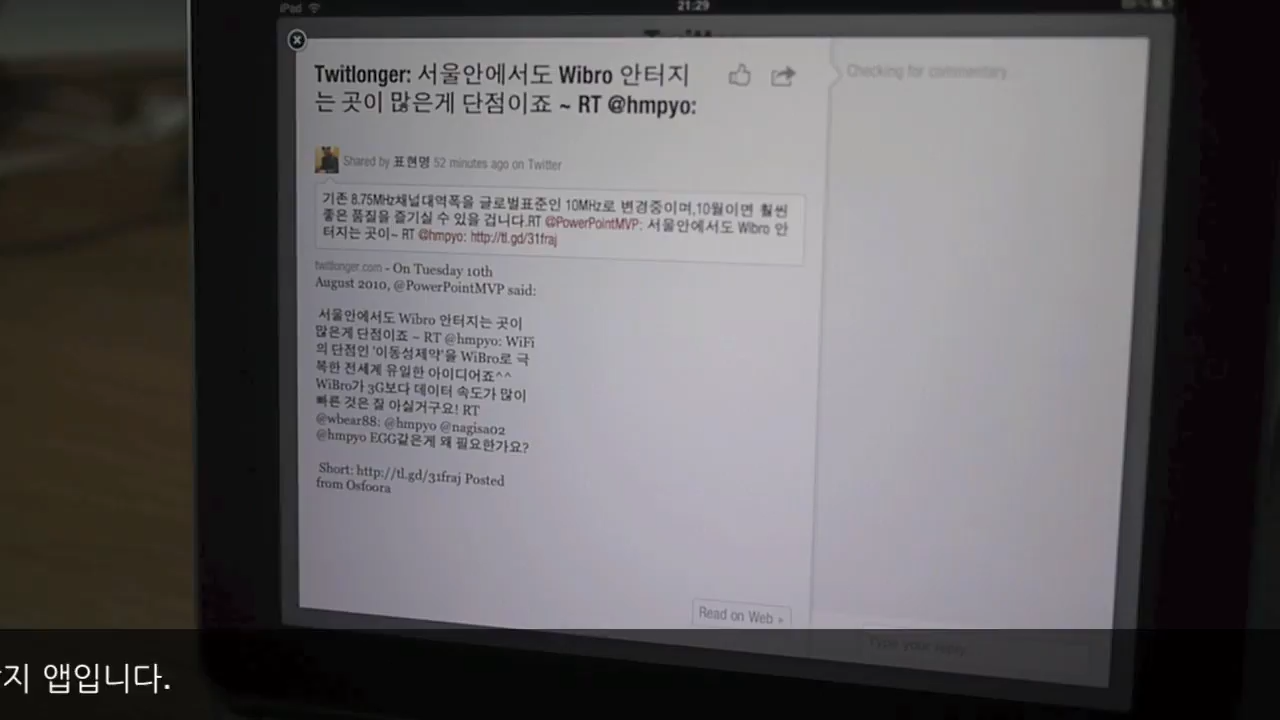 iPad
21:29
Twitlonger: 서울안에서도 Wibro 안터지
는 곳이 많은게 단점이죠 ~ RT @hmpyo:
Checking for commentary
Shared by 표현명 52 minutes ago on Twitter
기존 8.75MHz채널대역폭을 글로벌표준인 10MHz로 변경중이며,10월이면 훨씬
좋은 품질을 즐기실 수 있을 겁니다.RT @PowerPointMVP: 서울안에서도 Wibro 안
터지는 곳이~ RT @hmpyo: http://tl.gd/31fraj
twitlonger.com - On Tuesday 10th
August 2010, @PowerPointMVP said:
서울안에서도 Wibro 안터지는 곳이
많은게 단점이죠 ~ RT @hmpyo: WiFi
의 단점인 '이동성제약'을 WiBro로 극
복한 전세계 유일한 아이디어죠^^
WiBro가 3G보다 데이터 속도가 많이
빠른 것은 잘 아실거구요! RT
@wbear88: @hmpyo @nagisa02
@hmpyo EGG같은게 왜 필요한가요?
Short: http://tl.gd/31fraj Posted
from Osfoora
Read on Web »
Type your reply
지 앱입니다.